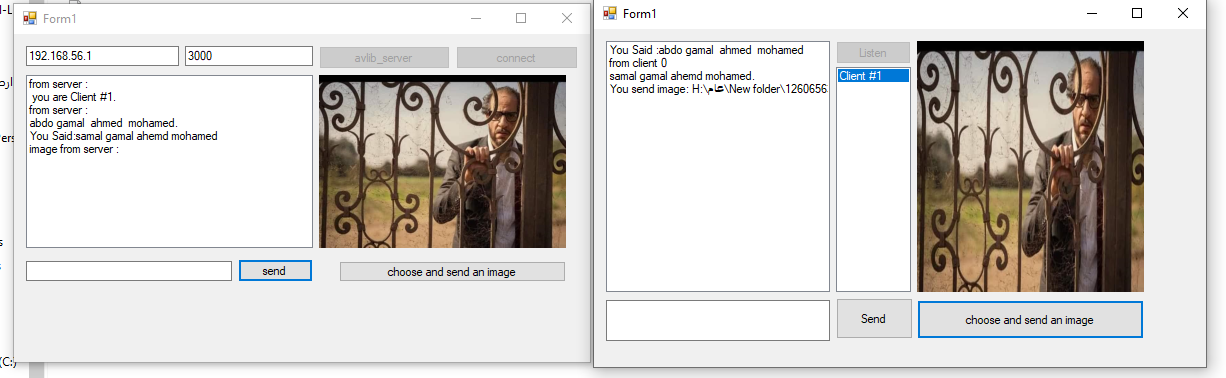 Form1
192.168.56.1
3000
avlib_server
connect
from server :
you are Client #1.
from server :
abdo gamal  ahmed  mohamed.
You Said:samal gamal ahemd mohamed
image from server :
send
choose and send an image
Form1
You Said :abdo gamal  ahmed  mohamed
from client 0
samal gamal ahemd mohamed.
You send image: H:\عام\New folder\1260656
Listen
Client #1
Send
choose and send an image
(C:)